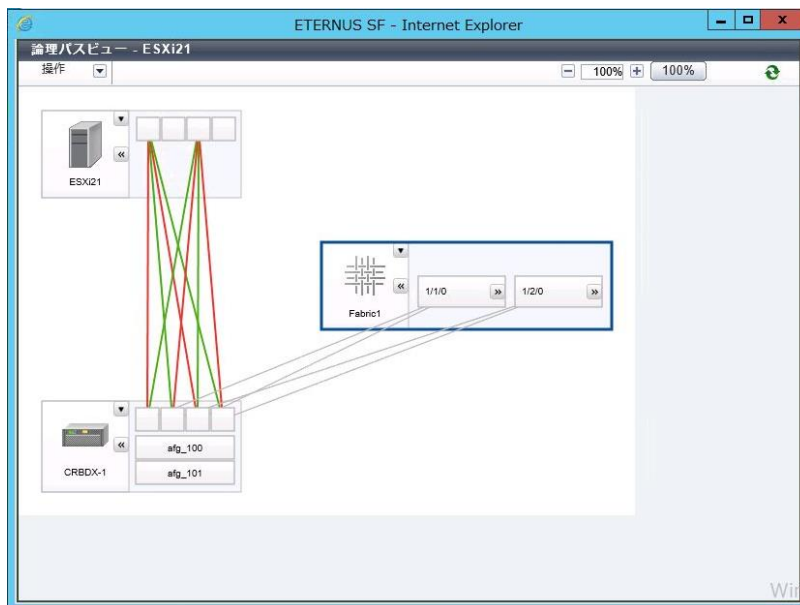 ETERNUS SF - Internet Explorer
論理パスビュー - ESXi21
操作
100%
100%
ESXi21
Fabric1
1/1/0
1/2/0
CRBDX-1
afg_100
afg_101